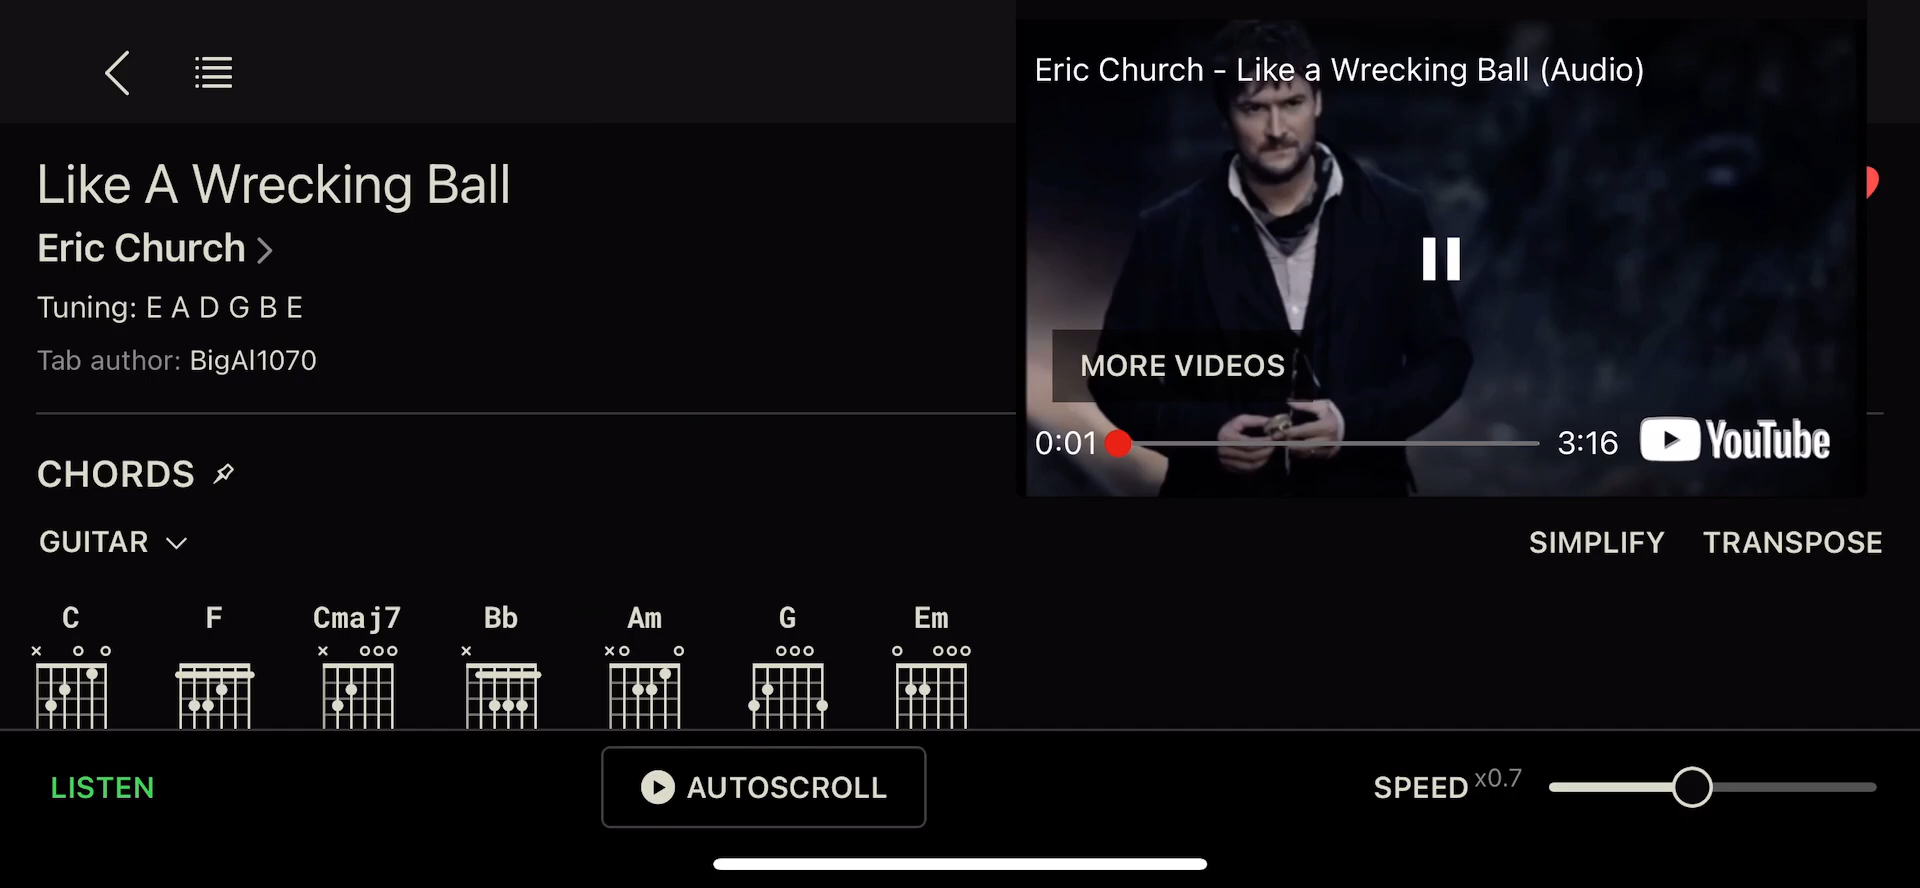 Eric Church - Like a Wrecking Ball (Audio)
Like A Wrecking Ball
Eric Church
Tuning: E A D G B E
Tab author: BigAl1070
MORE VIDEOS
0:01
3:16
YouTube
CHORDS
GUITAR
SIMPLIFY
TRANSPOSE
C F Cmaj7 Bb Am G Em
LISTEN
AUTOSCROLL
SPEED x0.7